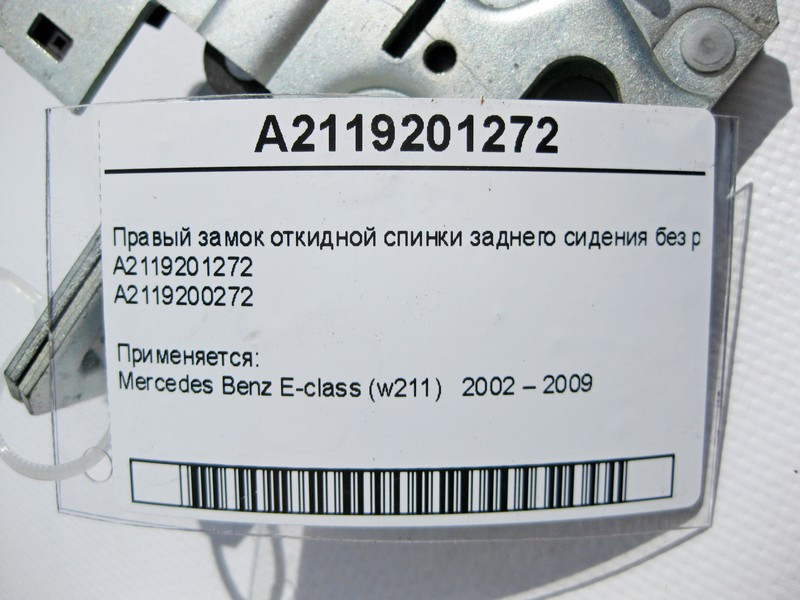 A2119201272
Правый замок откидной спинки заднего сидения без р
A2119201272
A2119200272
Применяется:
Mercedes Benz E-class (w211) 2002 – 2009